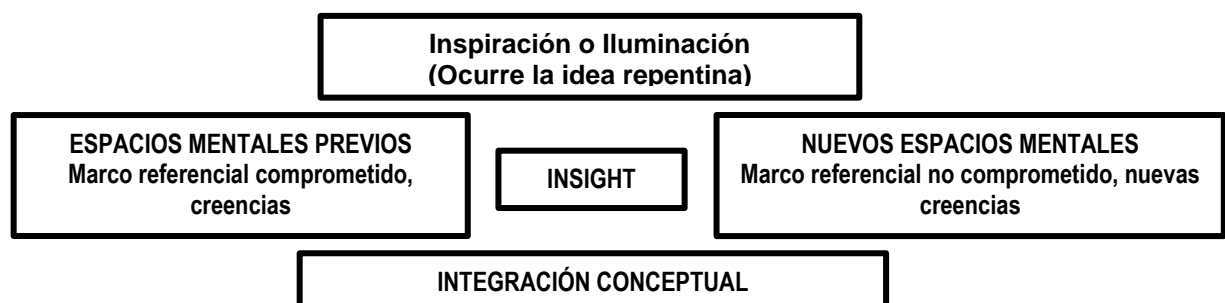 Inspiración o Iluminación
(Ocurre la idea repentina)
ESPACIOS MENTALES PREVIOS
Marco referencial comprometido,
creencias
INSIGHT
NUEVOS ESPACIOS MENTALES
Marco referencial no comprometido, nuevas
creencias
INTEGRACIÓN CONCEPTUAL